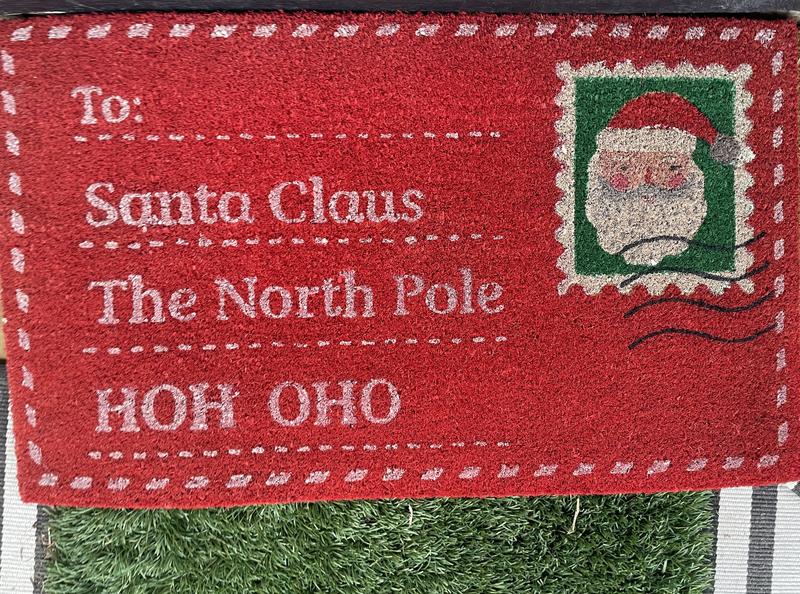 To:
Santa Claus
The North Pole
HOH OHO